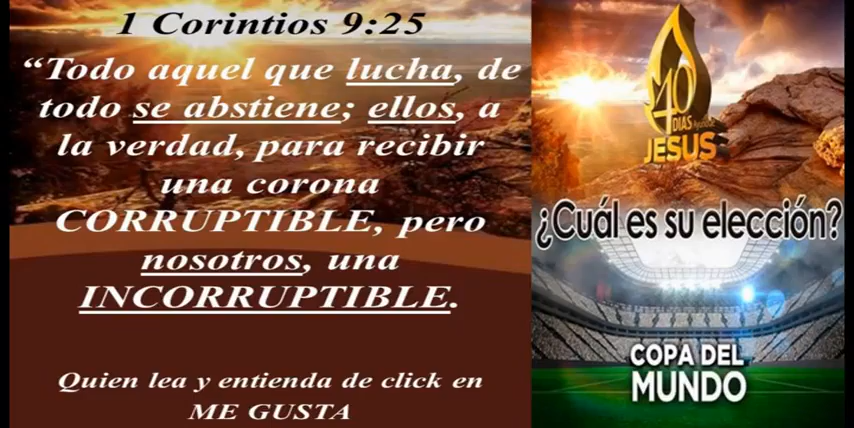 1 Corintios 9:25
“Todo aquel que lucha, de
todo se abstiene; ellos, a
la verdad, para recibir
una corona
CORRUPTIBLE, pero
nosotros, una
INCORRUPTIBLE.
Quien lea y entienda de click en
ME GUSTA
40
DIAS
JESUS
¿Cuál es su elección?
COPA DEL
MUNDO